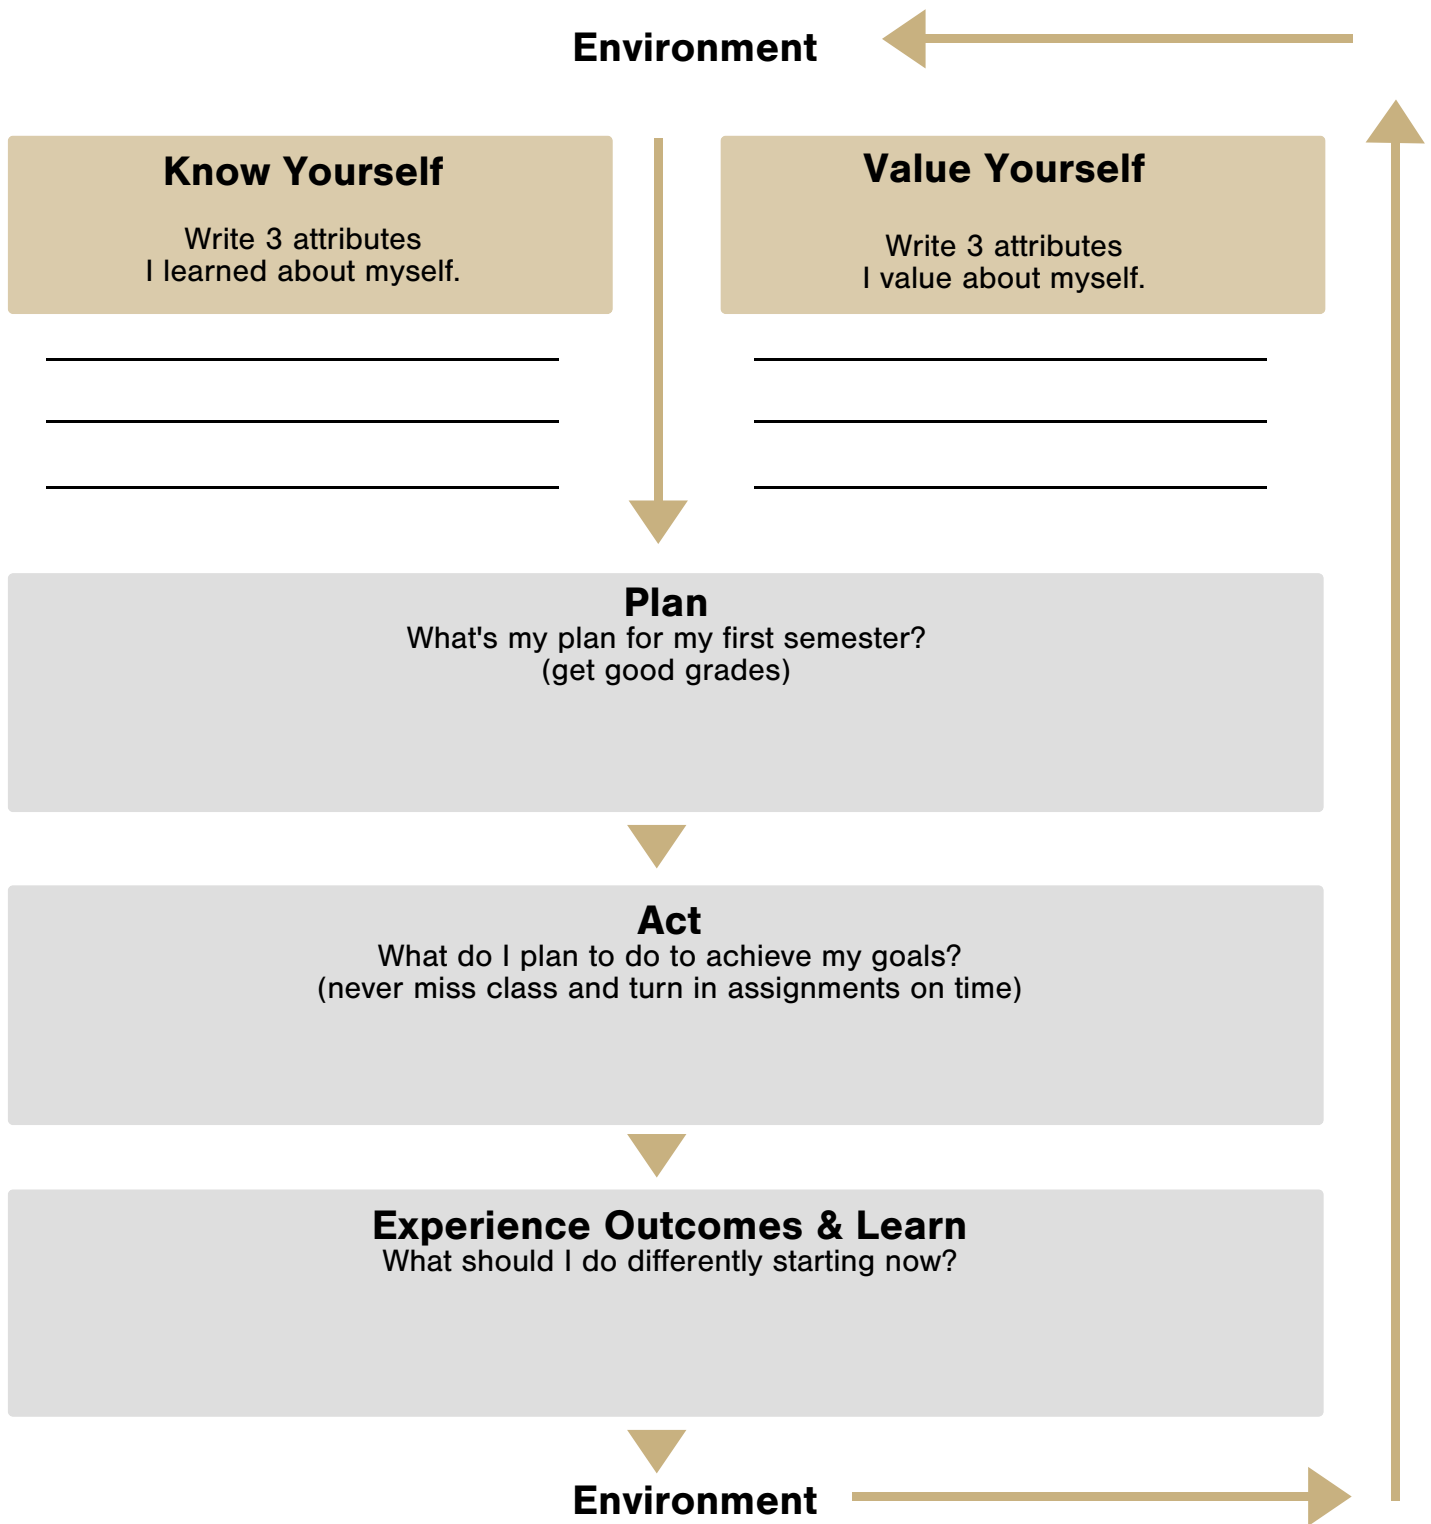 Environment
Know Yourself
Write 3 attributes
I learned about myself.
Value Yourself
Write 3 attributes
I value about myself.
Plan
What's my plan for my first semester?
(get good grades)
Act
What do I plan to do to achieve my goals?
(never miss class and turn in assignments on time)
Experience Outcomes & Learn
What should I do differently starting now?
Environment